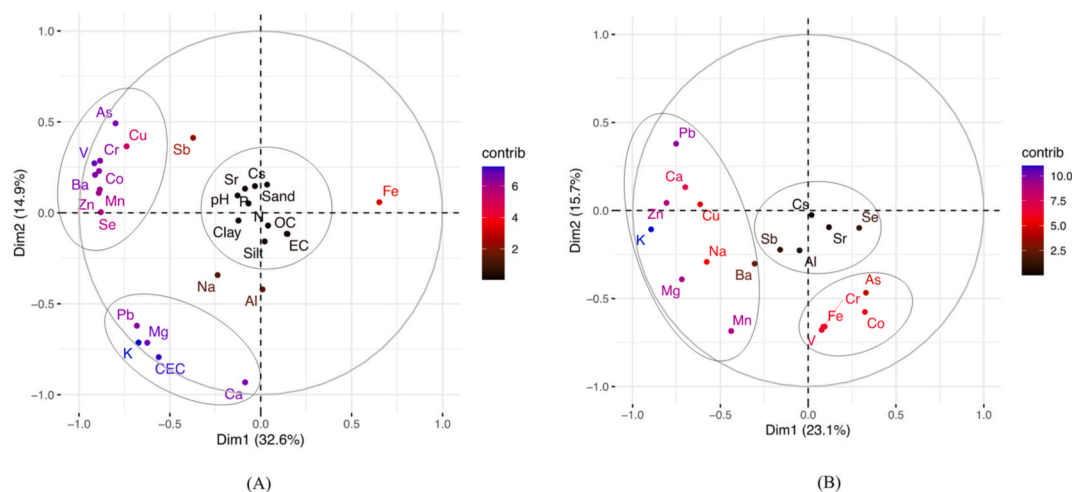 1.0
0.5
0.0
−0.5
−1.0
Dim2 (14.9%)
As
Cu
Sb
V
Cr
Ba
Co
Mn
Zn
Se
Cs
Sr
Sand
pH
P
N
Clay
OC
Silt
EC
Fe
Na
Al
Pb
Mg
K
CEC
Ca
−1.0
−0.5
0.0
0.5
1.0
Dim1 (32.6%)
contrib
6
4
2
(A)
1.0
0.5
0.0
−0.5
−1.0
Dim2 (15.7%)
Pb
Ca
Zn
Cu
K
Cs
Se
Sr
Sb
Al
Na
Ba
Mg
Mn
As
Cr
Fe
Co
V
−1.0
−0.5
0.0
0.5
1.0
Dim1 (23.1%)
contrib
10.0
7.5
5.0
2.5
(B)